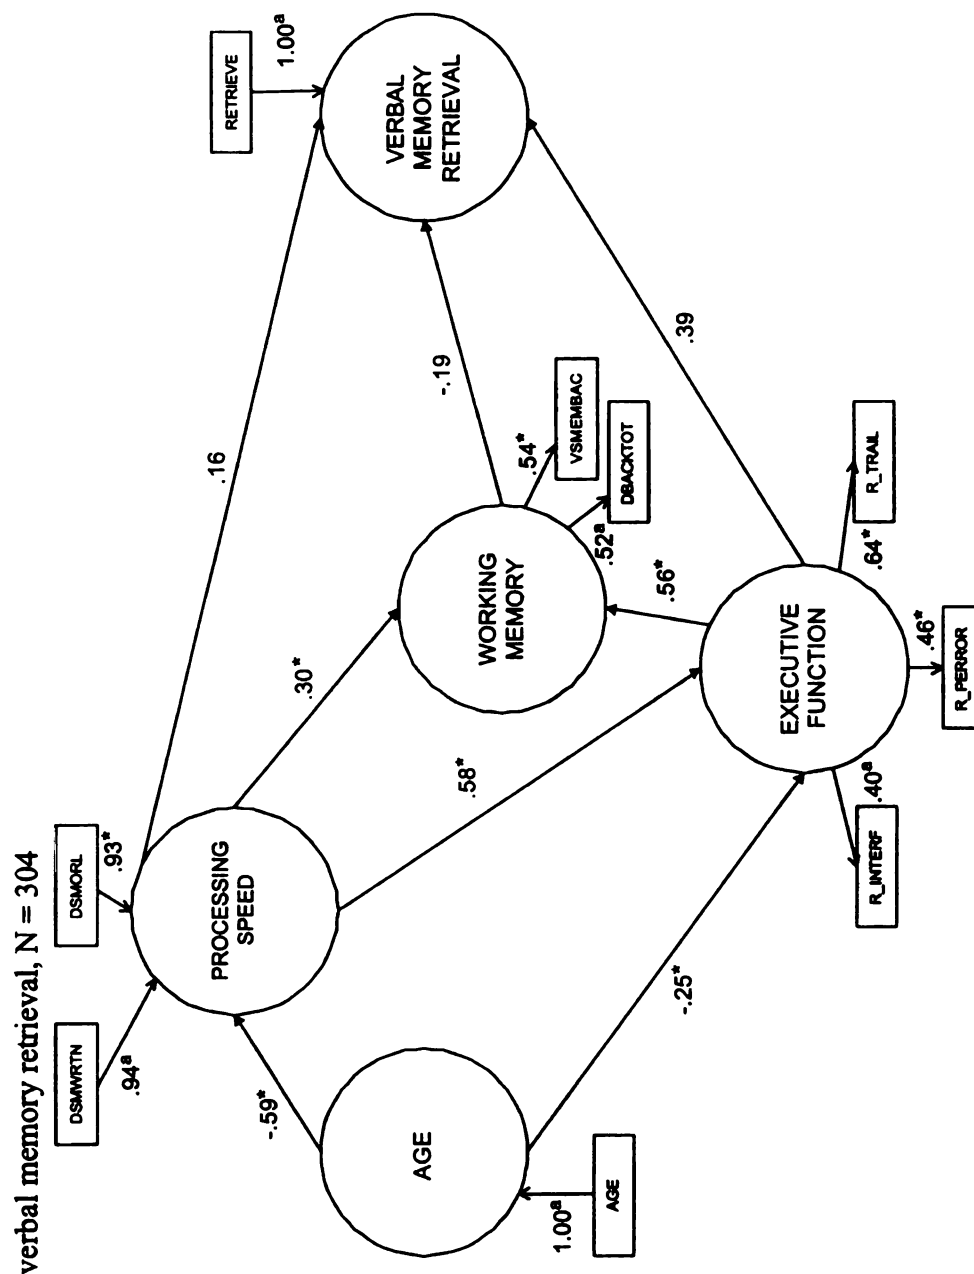 verbal memory retrieval, N = 304
DSMWRTN
.94ᵃ
DSMORL
.93*
PROCESSING
SPEED
RETRIEVE
1.00ᵃ
VERBAL
MEMORY
RETRIEVAL
.16
-.59*
.30*
-.19
AGE
1.00ᵃ
AGE
.58*
WORKING
MEMORY
.54*
VSMEMBAC
.52ᵃ
DBACKTOT
-.25*
.56*
.39
EXECUTIVE
FUNCTION
.40ᵃ
R_INTERF
.46*
R_PERROR
.64*
R_TRAIL